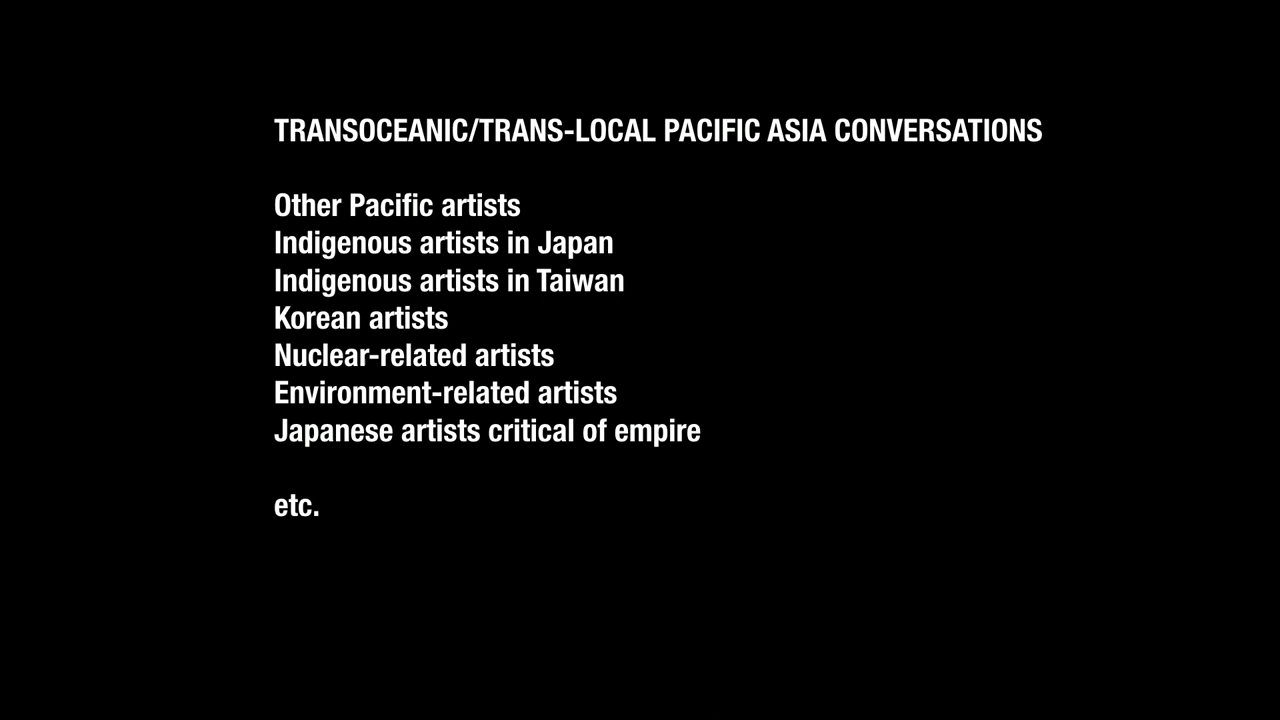 TRANSOCEANIC/TRANS-LOCAL PACIFIC ASIA CONVERSATIONS
Other Pacific artists
Indigenous artists in Japan
Indigenous artists in Taiwan
Korean artists
Nuclear-related artists
Environment-related artists
Japanese artists critical of empire
etc.